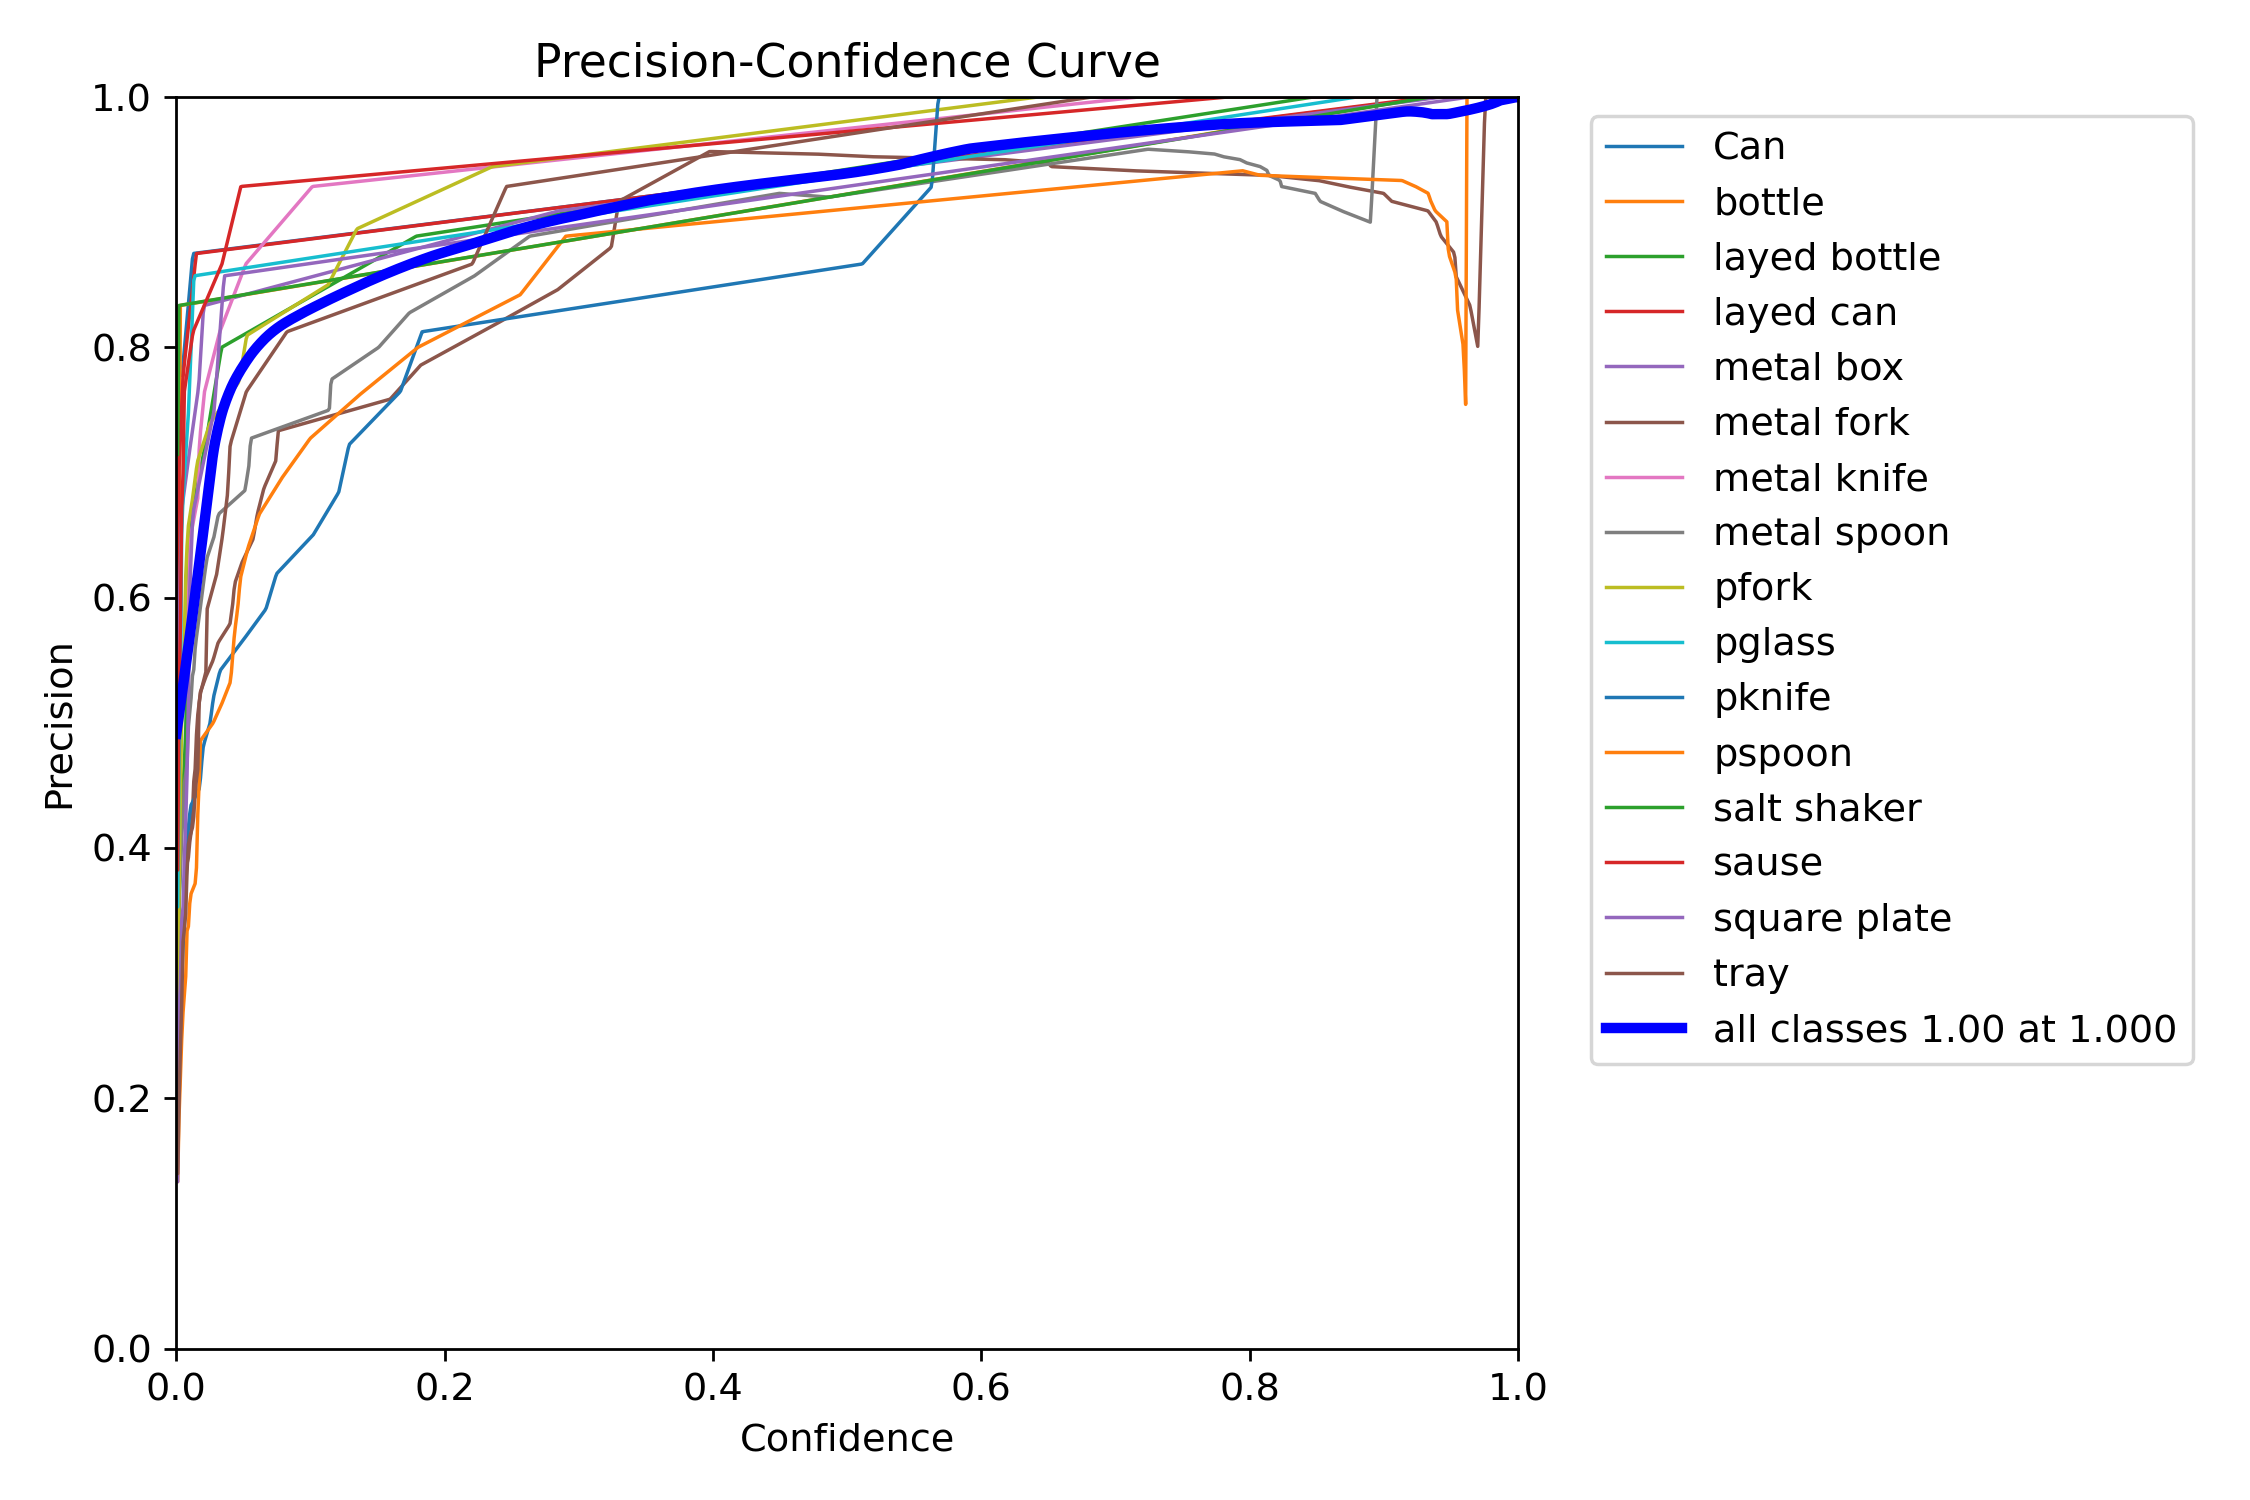 Precision-Confidence Curve
1.0
0.8
0.6
0.4
0.2
0.0
Precision
0.0 0.2 0.4 0.6 0.8 1.0
Confidence
Can
bottle
layed bottle
layed can
metal box
metal fork
metal knife
metal spoon
pfork
pglass
pknife
pspoon
salt shaker
sause
square plate
tray
all classes 1.00 at 1.000